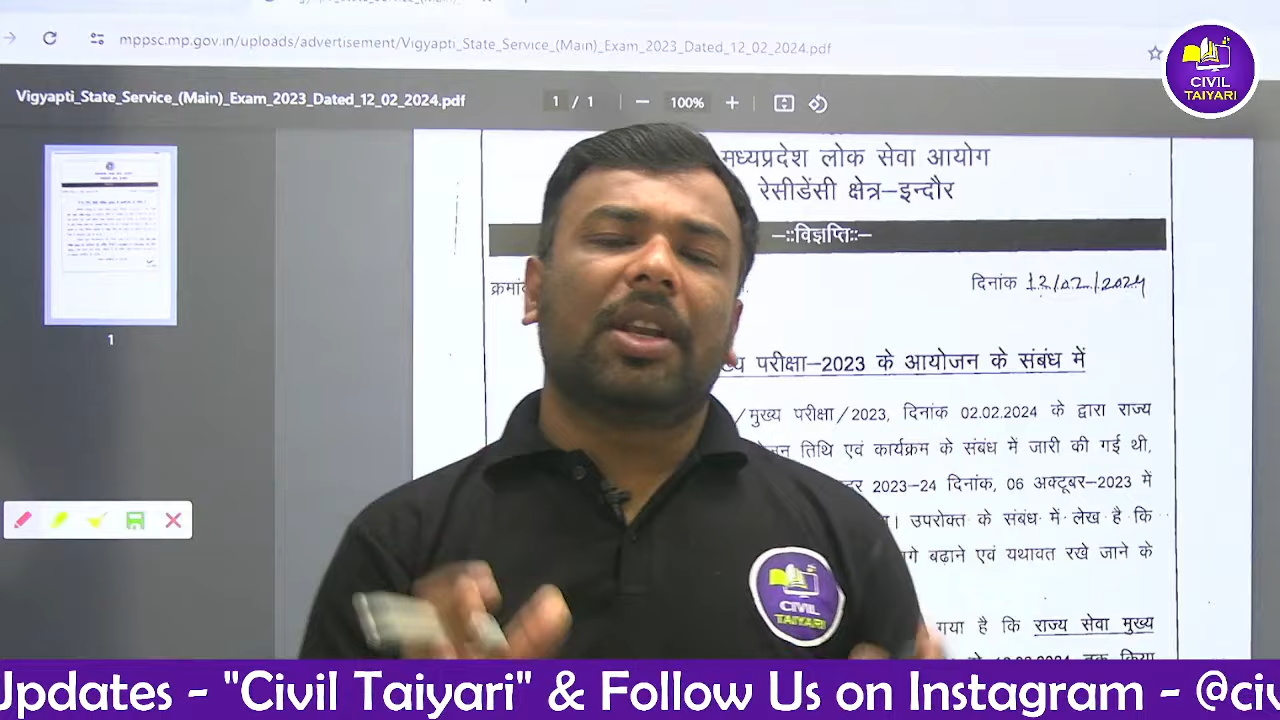 mppsc.mp.gov.in/uploads/advertisement/Vigyapti_State_Service_(Main)_Exam_2023_Dated_12_02_2024.pdf
CIVIL
TAIYARI
Vigyapti_State_Service_(Main)_Exam_2023_Dated_12_02_2024.pdf
1 / 1
100%
मध्यप्रदेश लोक सेवा आयोग
रेसीडेंसी क्षेत्र–इन्दौर
–::विज्ञप्ति::–
दिनांक 12/02/2024
1
परीक्षा–2023 के आयोजन के संबंध में
/मुख्य परीक्षा/2023, दिनांक 02.02.2024 के द्वारा राज्य
तिथि एवं कार्यक्रम के संबंध में जारी की गई थी,
2023–24 दिनांक, 06 अक्टूबर–2023 में
। उपरोक्त के संबंध में लेख है कि
बढ़ाने एवं यथावत रखे जाने के
गया है कि राज्य सेवा मुख्य
तक किया
CIVIL
TAIYARI
Updates - "Civil Taiyari" & Follow Us on Instagram - @civ